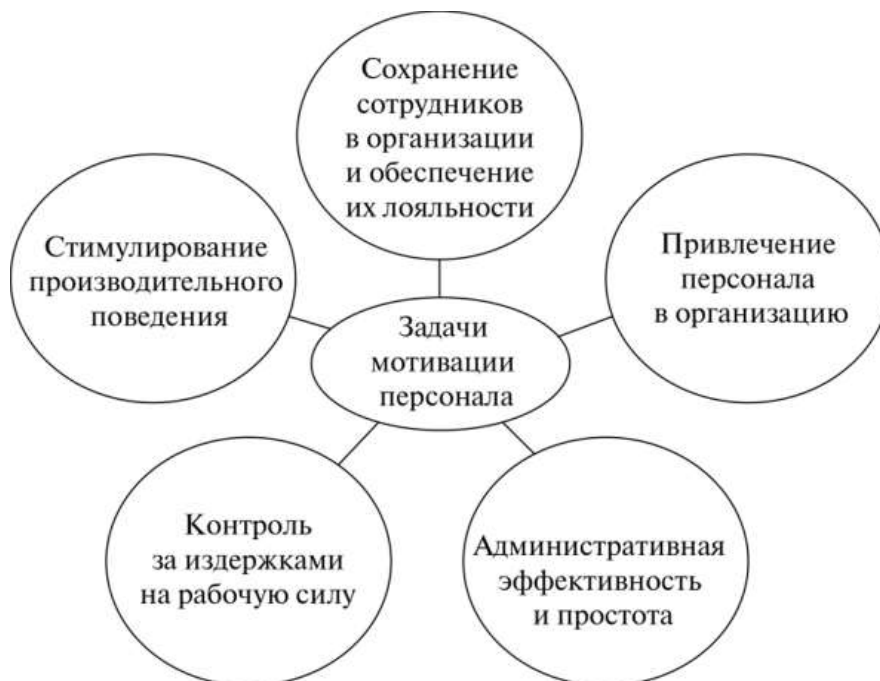 Сохранение
сотрудников
в организации
и обеспечение
их лояльности
Стимулирование
производительного
поведения
Привлечение
персонала
в организацию
Задачи
мотивации
персонала
Контроль
за издержками
на рабочую силу
Административная
эффективность
и простота